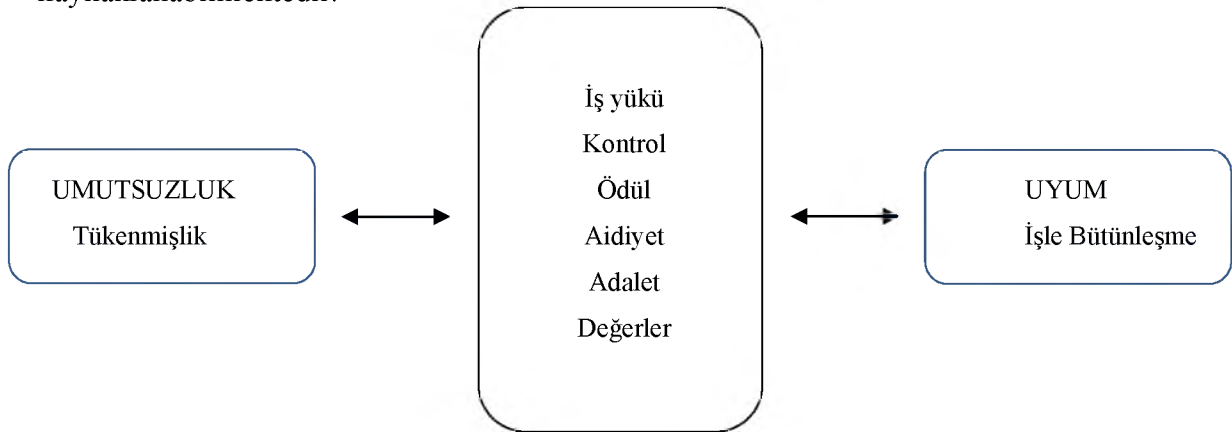 UMUTSUZLUK
Tükenmişlik
İş yükü
Kontrol
Ödül
Aidiyet
Adalet
Değerler
UYUM
İşle Bütünleşme